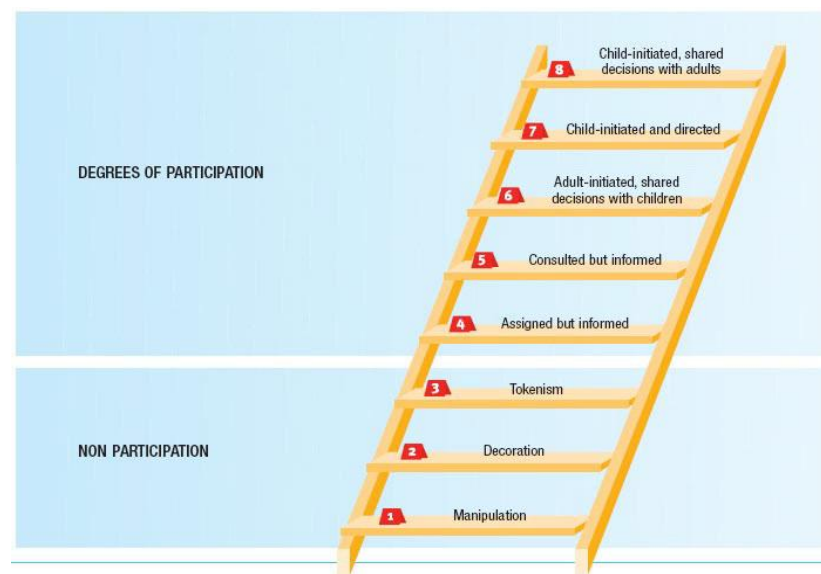 8
Child-initiated, shared
decisions with adults
7
Child-initiated and directed
DEGREES OF PARTICIPATION
6
Adult-initiated, shared
decisions with children
5
Consulted but informed
4
Assigned but informed
3
Tokenism
NON PARTICIPATION
2
Decoration
1
Manipulation